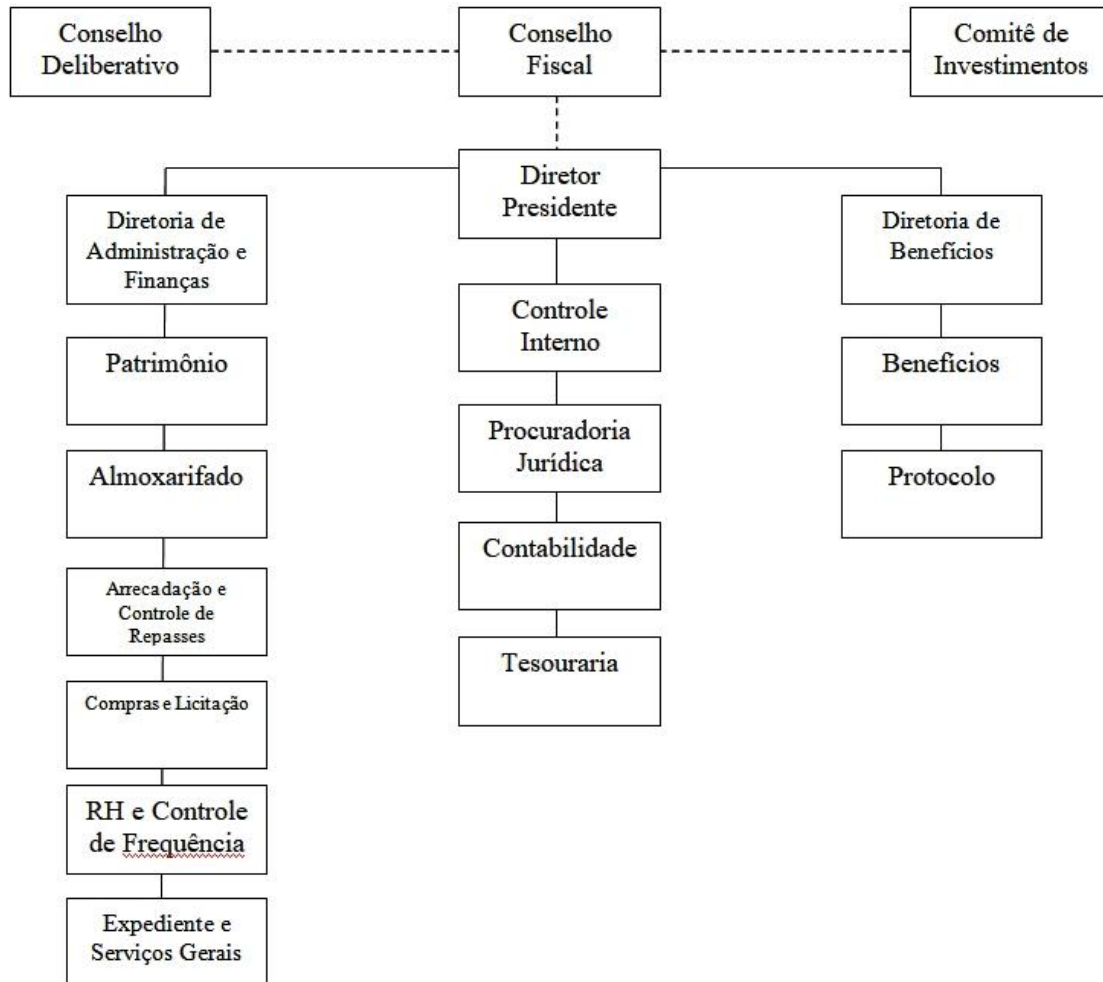 Conselho
Deliberativo
Conselho
Fiscal
Comitê de
Investimentos
Diretor
Presidente
Diretoria de
Administração e
Finanças
Diretoria de
Benefícios
Controle
Interno
Patrimônio
Benefícios
Procuradoria
Jurídica
Almoxarifado
Protocolo
Contabilidade
Arrecadação e
Controle de
Repasses
Tesouraria
Compras e Licitação
RH e Controle
de Frequência
Expediente e
Serviços Gerais